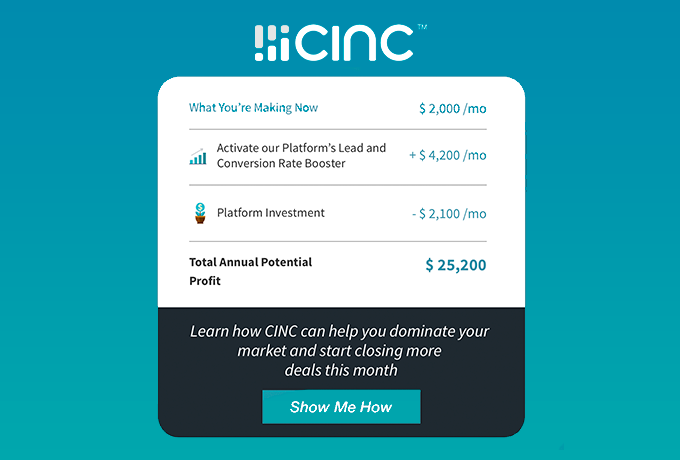 CINC™
What You're Making Now $ 2,000 /mo
Activate our Platform's Lead and
Conversion Rate Booster + $ 4,200 /mo
Platform Investment - $ 2,100 /mo
Total Annual Potential
Profit $ 25,200
Learn how CINC can help you dominate your
market and start closing more
deals this month
Show Me How